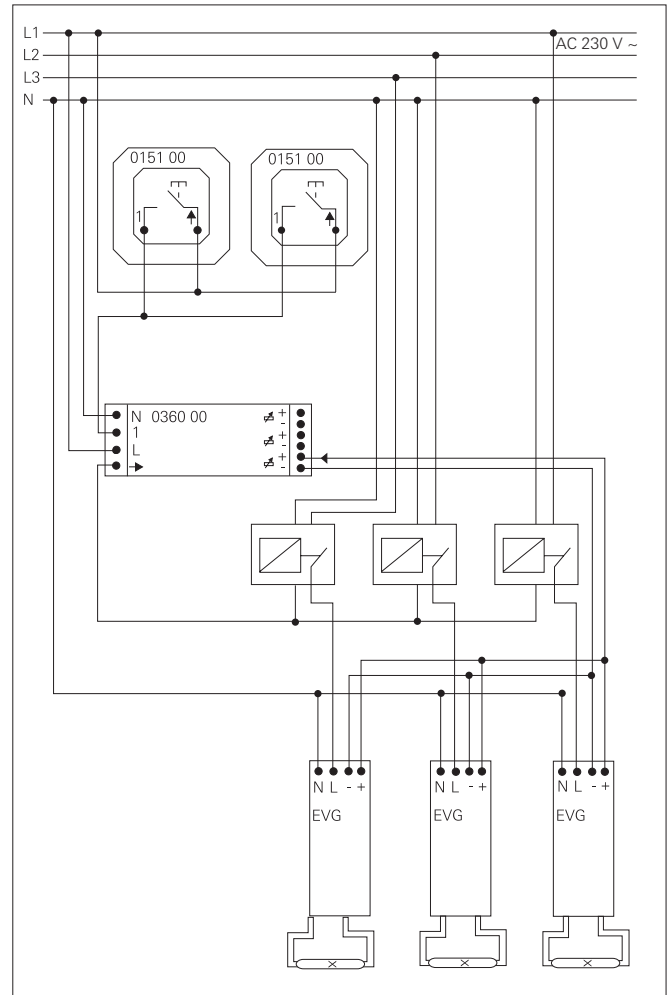 L1
AC 230 V ~
L2
L3
N
0151 00
0151 00
1
1
N 0360 00 + -
1 + -
L + -
N L - +
N L - +
N L - +
EVG
EVG
EVG